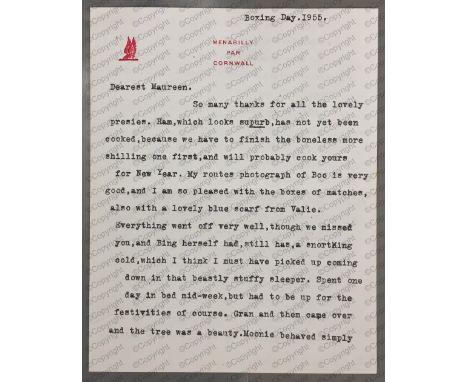 Boxing Day.1955.
MENABILLY
PAR
CORNWALL
Dearest Maureen.
So many thanks for all the lovely
presies. Ham,which looks supurb,has not yet been
cooked,because we have to finish the boneless more
shilling one first,and will probably cook yours
for New Year. My routes photograph of Boo is very
good,and I am so pleased with the boxes of matches,
also with a lovely blue scarf from Valie.
Everything went off very well,though we missed
you,and Bing herself had,still has,a snortKing
cold,which I think I must have picked up coming
down in that beastly stuffy sleeper. Spent one
day in bed mid-week,but had to be up for the
festivities of course. Gran and them came over
and the tree was a beauty.Moonie behaved simply